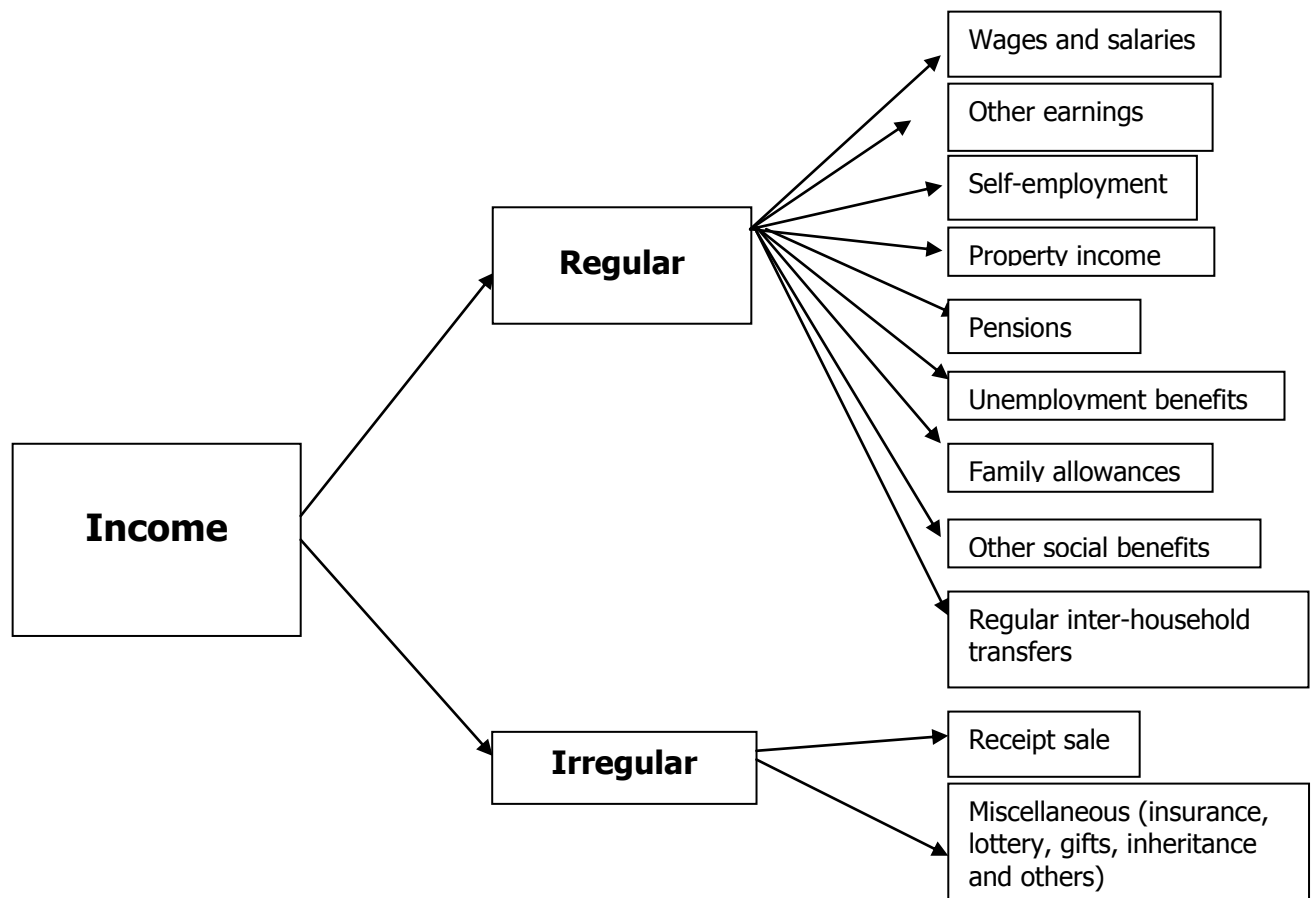 Wages and salaries
Other earnings
Self-employment
Regular
Property income
Pensions
Unemployment benefits
Family allowances
Income
Other social benefits
Regular inter-household
transfers
Irregular
Receipt sale
Miscellaneous (insurance,
lottery, gifts, inheritance
and others)